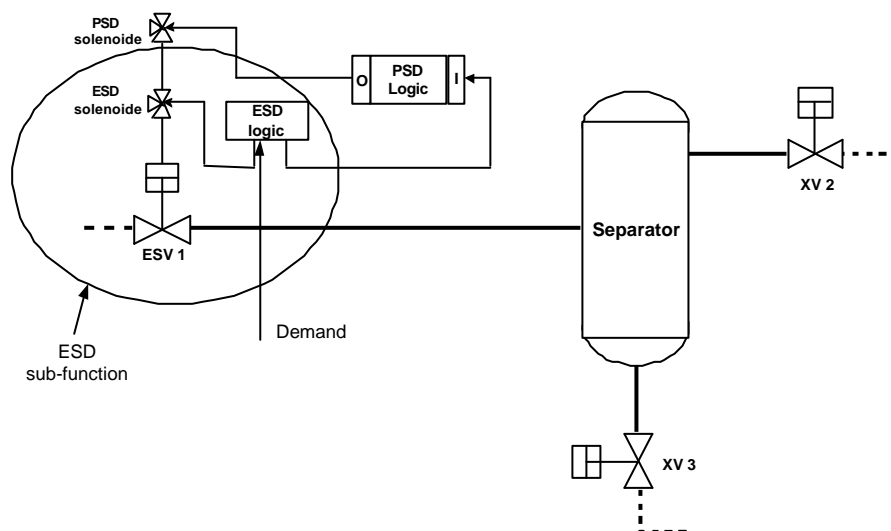 PSD
solenoide
ESD
solenoide
O
PSD
Logic
I
ESD
logic
XV 2
Separator
ESV 1
Demand
ESD
sub-function
XV 3